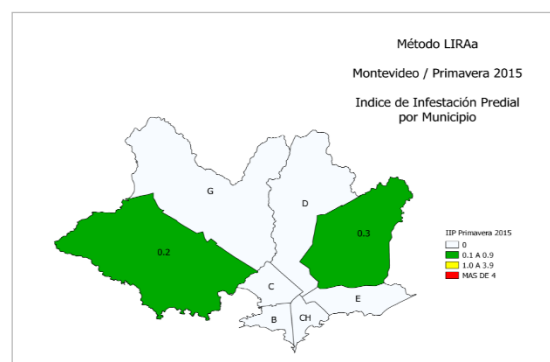 Método LIRAa
Montevideo / Primavera 2015
Indice de Infestación Predial
por Municipio
G
D
0.2
0.3
C
E
B
CH
IIP Primavera 2015
0
0.1 A 0.9
1.0 A 3.9
MAS DE 4